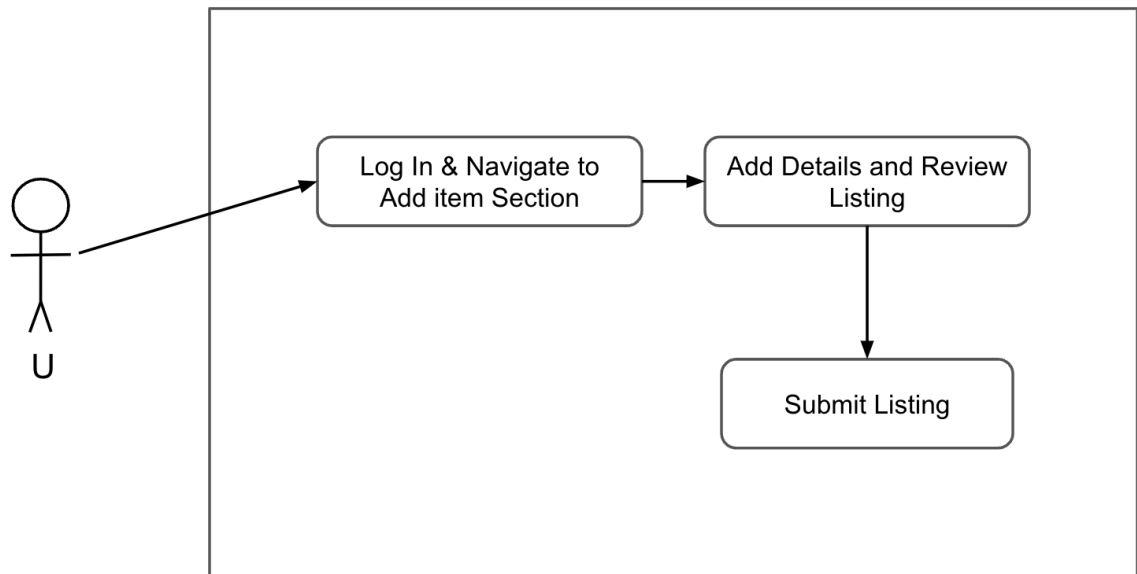 Log In & Navigate to
Add item Section
Add Details and Review
Listing
U
Submit Listing